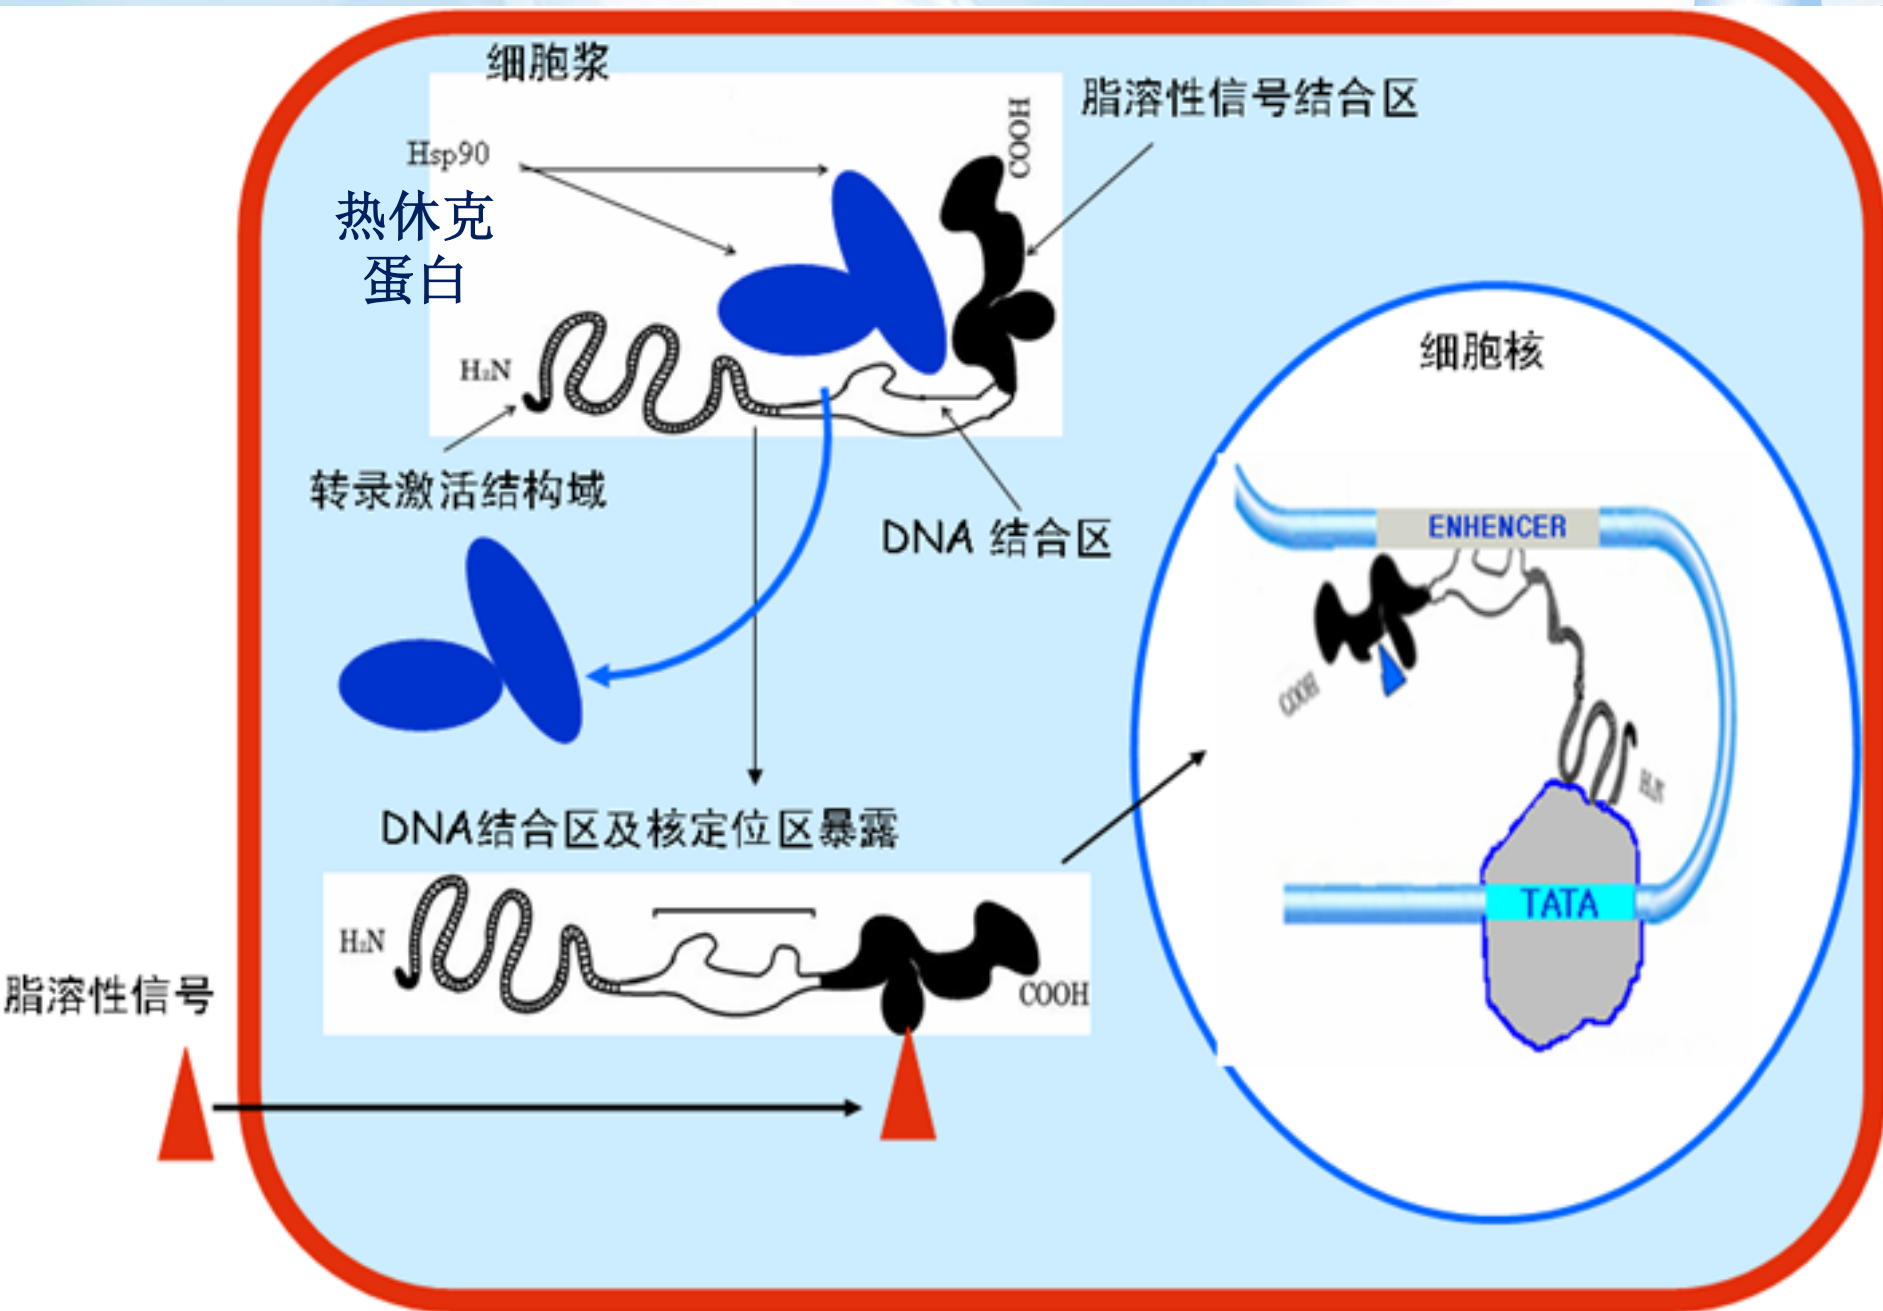 细胞浆
脂溶性信号结合区
COOH
Hsp90
热休克
蛋白
H₂N
转录激活结构域
DNA 结合区
细胞核
ENHENCER
COOH
H₂N
TATA
DNA结合区及核定位区暴露
H₂N
COOH
脂溶性信号